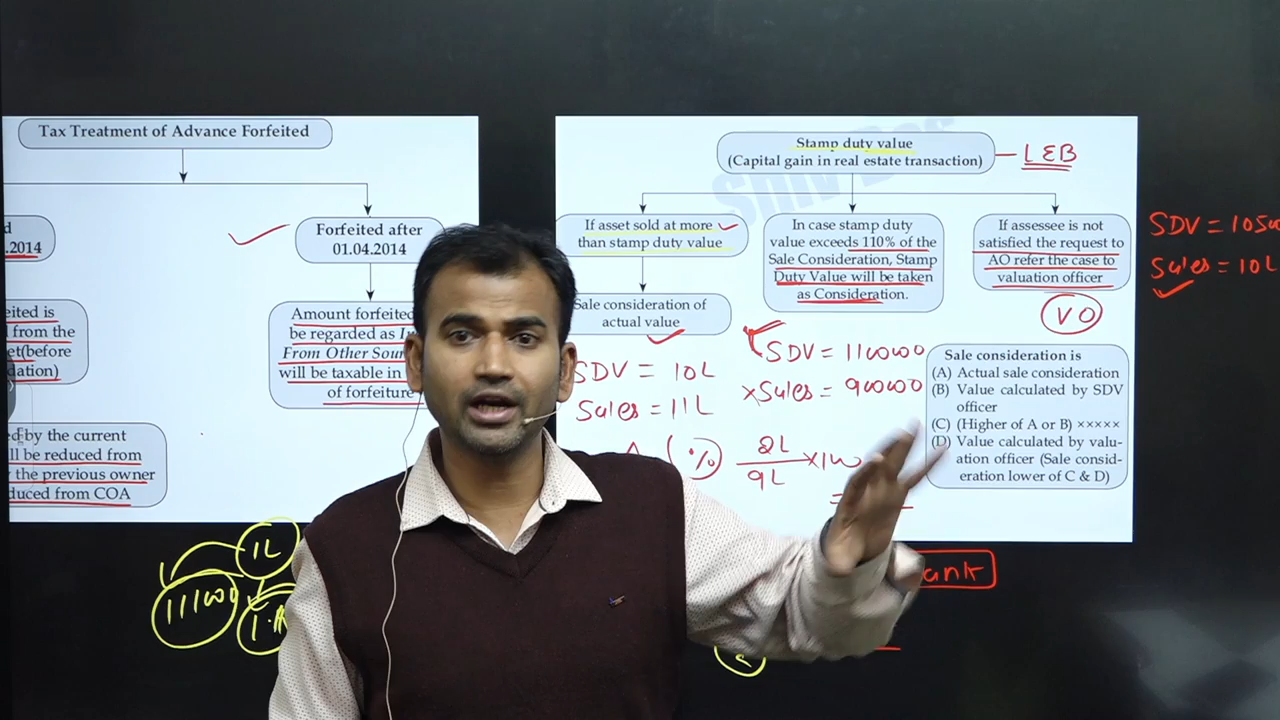 Tax Treatment of Advance Forfeited
d
.2014
Forfeited after
01.04.2014
eited is
from the
et(before
dation)
Amount forfeited
be regarded as
From Other Sour
will be taxable in
of forfeiture
ed by the current
ll be reduced from
the previous owner
duced from COA
1L
111000
Stamp duty value
(Capital gain in real estate transaction)
LEB
If asset sold at more
than stamp duty value
In case stamp duty
value exceeds 110% of the
Sale Consideration, Stamp
Duty Value will be taken
as Consideration.
If assessee is not
satisfied the request to
AO refer the case to
valuation officer
Sale consideration of
actual value
VO
SDV = 10L
Sales = 11L
SDV = 1100000
×Sales = 900000
(%)
2L
9L
SDV = 1050
Sales = 10L
Sale consideration is
(A) Actual sale consideration
(B) Value calculated by SDV
officer
(C) (Higher of A or B) ×××××
(D) Value calculated by valu-
ation officer (Sale consid-
eration lower of C & D)
ank